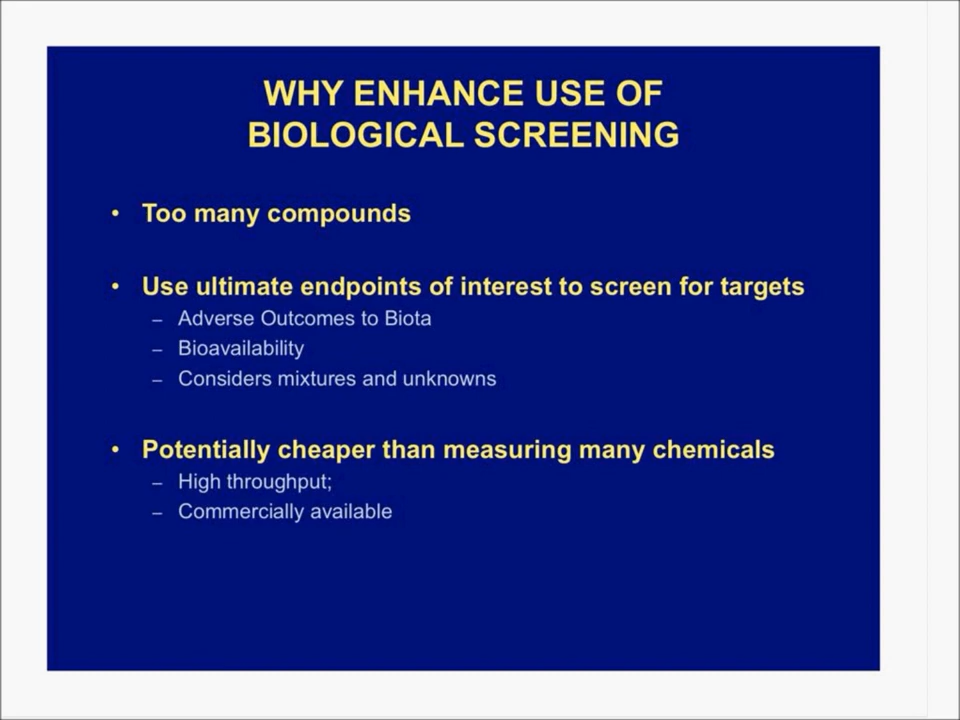 WHY ENHANCE USE OF
BIOLOGICAL SCREENING
• Too many compounds
• Use ultimate endpoints of interest to screen for targets
– Adverse Outcomes to Biota
– Bioavailability
– Considers mixtures and unknowns
• Potentially cheaper than measuring many chemicals
– High throughput;
– Commercially available